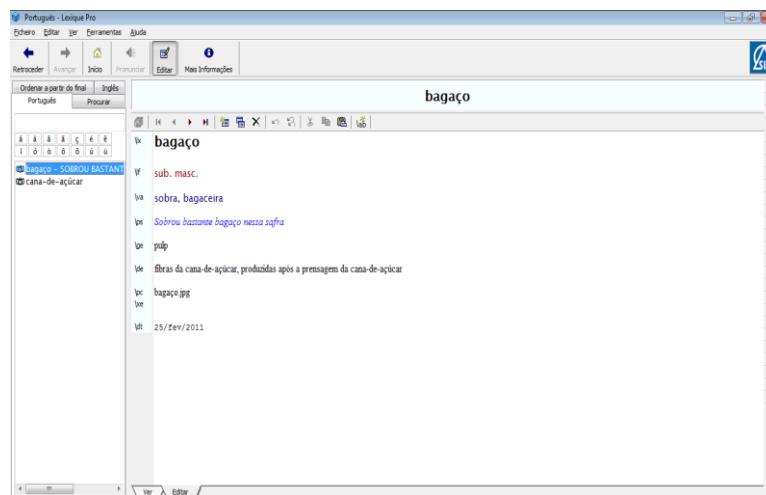 Português - Lexique Pro
Ficheiro Editar Ver Ferramentas Ajuda
Retroceder Avançar Início Pronunciar Editar Mais Informações
Ordenar a partir do final Inglês
Português Procurar
bagaço
á à â ã ç é ê
í ó ò ô õ ú ü
bagaço - SOBROU BASTANT
cana-de-açúcar
\lx bagaço
\lf sub. masc.
\va sobra, bagaceira
\ps Sobrou bastante bagaço nessa safra
\ge pulp
\de fibras da cana-de-açúcar, produzidas após a prensagem da cana-de-açúcar
\pc bagaço.jpg
\xe
\dt 25/fev/2011
Ver Editar